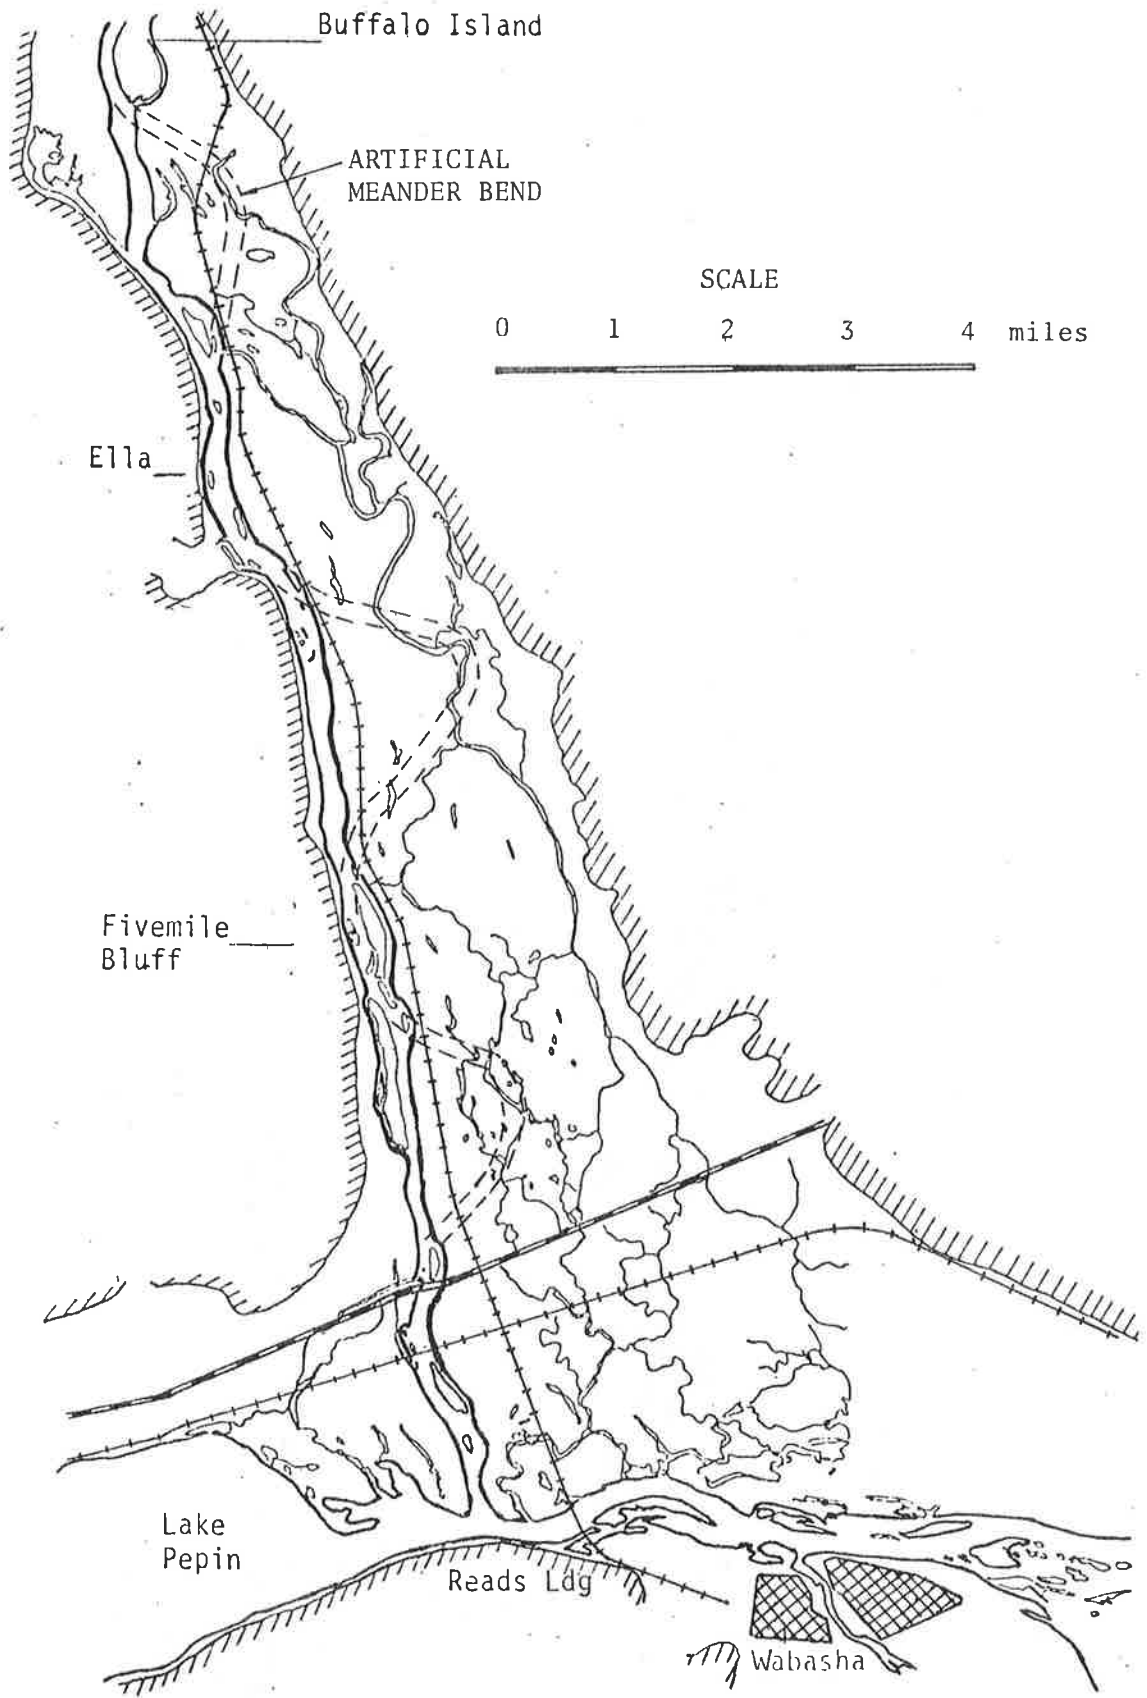 Buffalo Island
ARTIFICIAL
MEANDER BEND
SCALE
0 1 2 3 4 miles
Ella
Fivemile
Bluff
Lake
Pepin
Reads Ldg
Wabasha